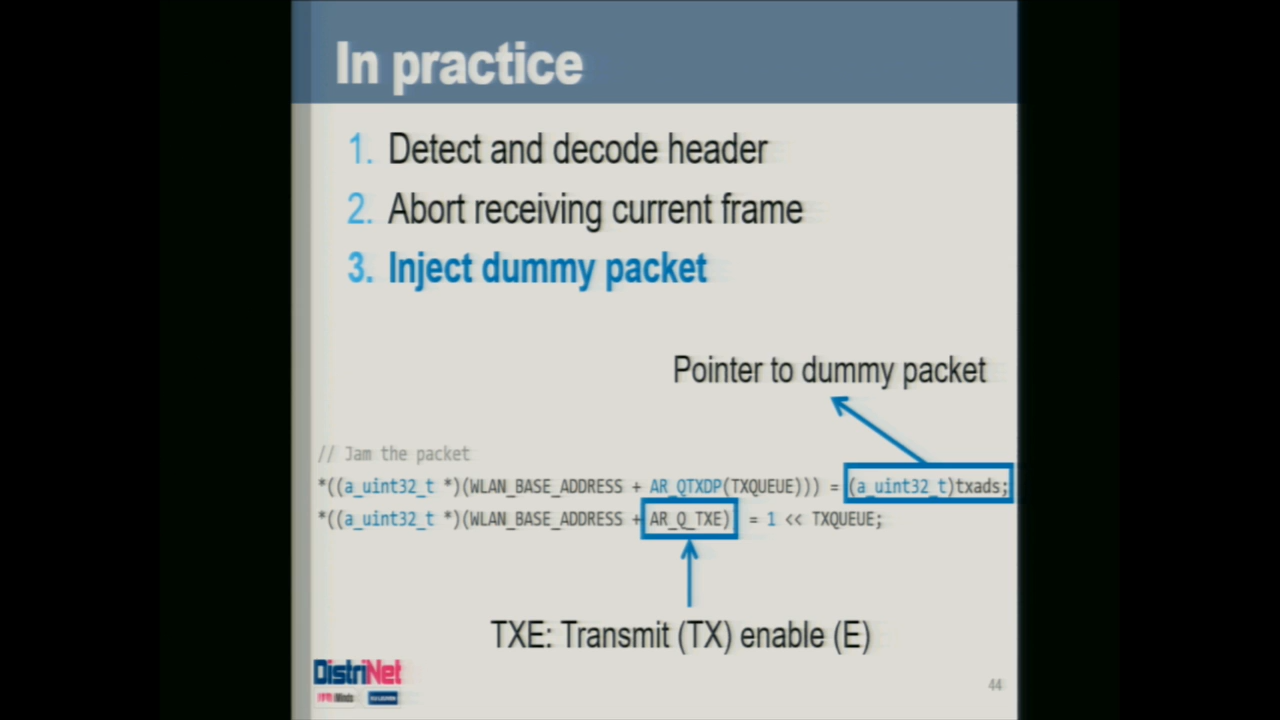 In practice
1. Detect and decode header
2. Abort receiving current frame
3. Inject dummy packet
Pointer to dummy packet
// Jam the packet
*((a_uint32_t *)(WLAN_BASE_ADDRESS + AR_QTXDP(TXQUEUE))) = (a_uint32_t)txads;
*((a_uint32_t *)(WLAN_BASE_ADDRESS + AR_Q_TXE) = 1 << TXQUEUE;
TXE: Transmit (TX) enable (E)
DistriNet
Minds
44